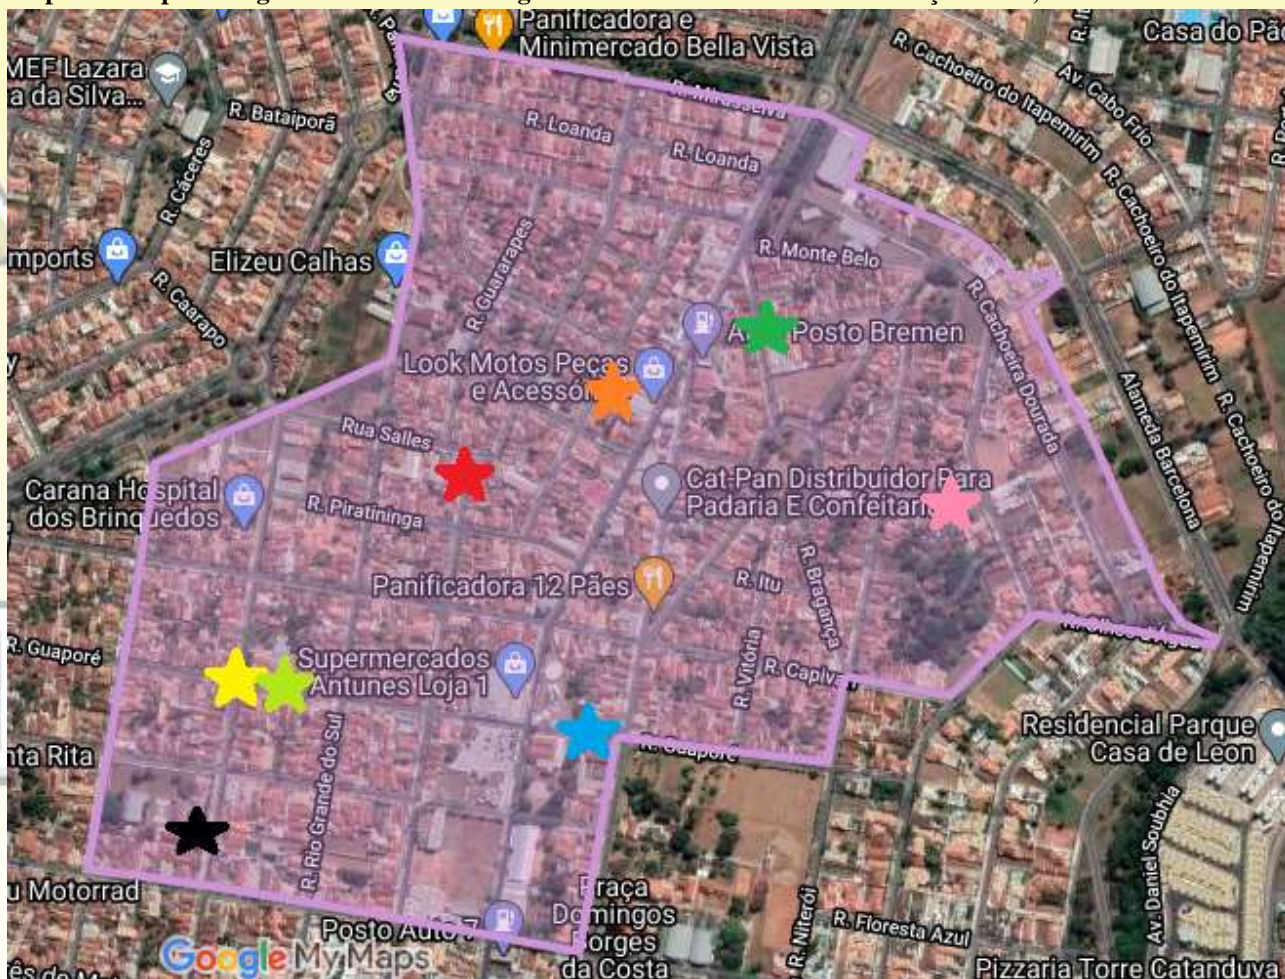 Panificadora e
Minimercado Bella Vista
Casa do Pã
R. Cachoeiro do Itapemirim
Av. Cabo Frio
MEF Lazara
a da Silva...
R. Bataiporã
R. Loanda
R. Loanda
R. Cáceres
R. Cachoeiro do Itapemirim
mports
Elizeu Calhas
R. Guararapes
R. Monte Belo
R. Caarapo
R. Cachoeira Dourada
Posto Bremen
Look Motos Peças
e Acessó
Alameda Barcelona
R. Cachoeiro do Itapemirim
Rua Salles
Carana Hospital
dos Brinquedos
R. Piratininga
Cat-Pan Distribuidor Para
Padaria E Confeitari
Panificadora 12 Pães
R. Itu
R. Bragança
R. Guaporé
Supermercados
Antunes Loja 1
R. Vitória
R. Capivari
R. Guaporé
Residencial Parque
Casa de Leon
nta Rita
R. Rio Grande do Sul
Av. Daniel Soubhia
u Motorrad
Posto Auto 7
Praça
Domingos
Borges
da Costa
R. Niterói
R. Floresta Azul
Google My Maps
Pizzaria Torre Catanduva